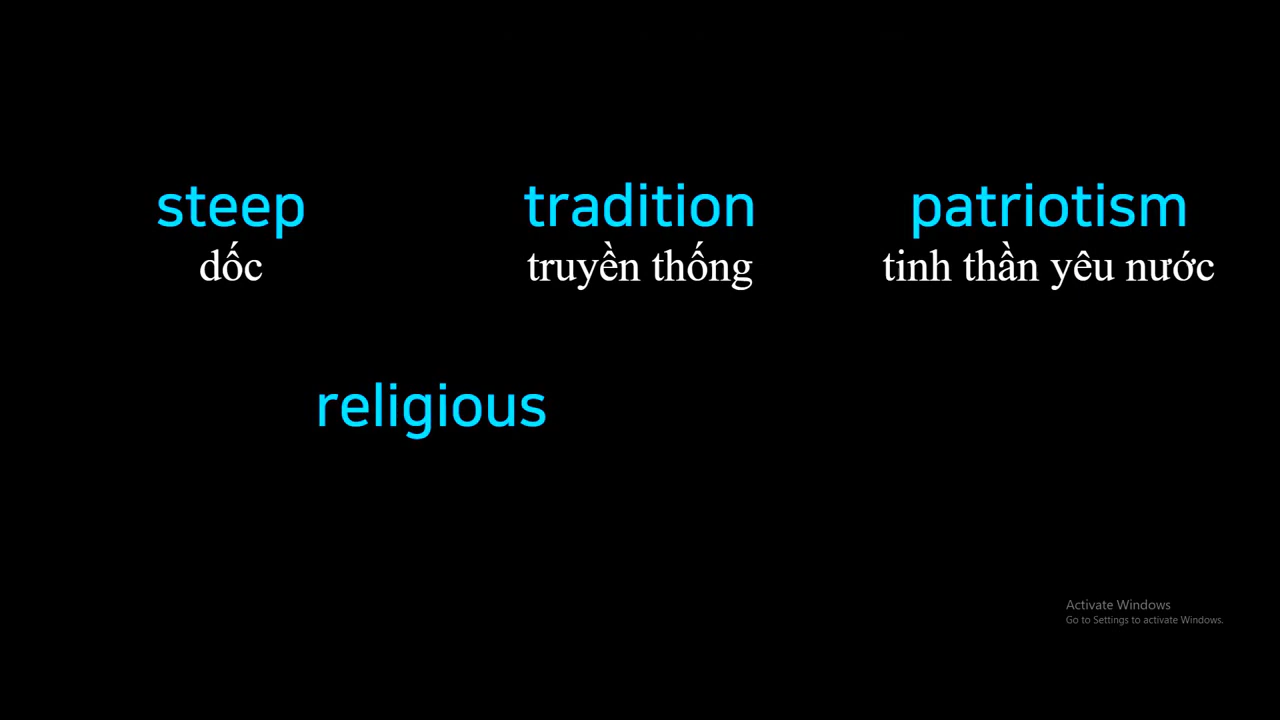 steep
tradition
patriotism
dốc
truyền thống
tinh thần yêu nước
religious
Activate Windows
Go to Settings to activate Windows.